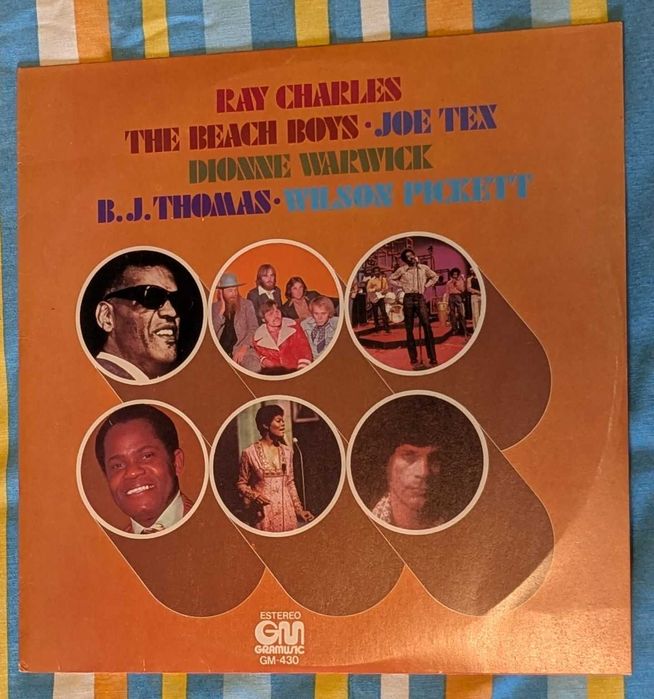 RAY CHARLES
THE BEACH BOYS · JOE TEX
DIONNE WARWICK
B.J.THOMAS · WILSON PICKETT
ESTEREO
GM
GRAMUSIC
GM-430